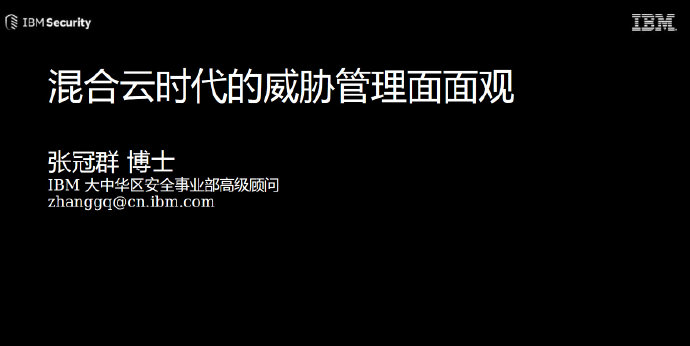 IBM Security
IBM
混合云时代的威胁管理面面观
张冠群 博士
IBM 大中华区安全事业部高级顾问
zhanggq@cn.ibm.com